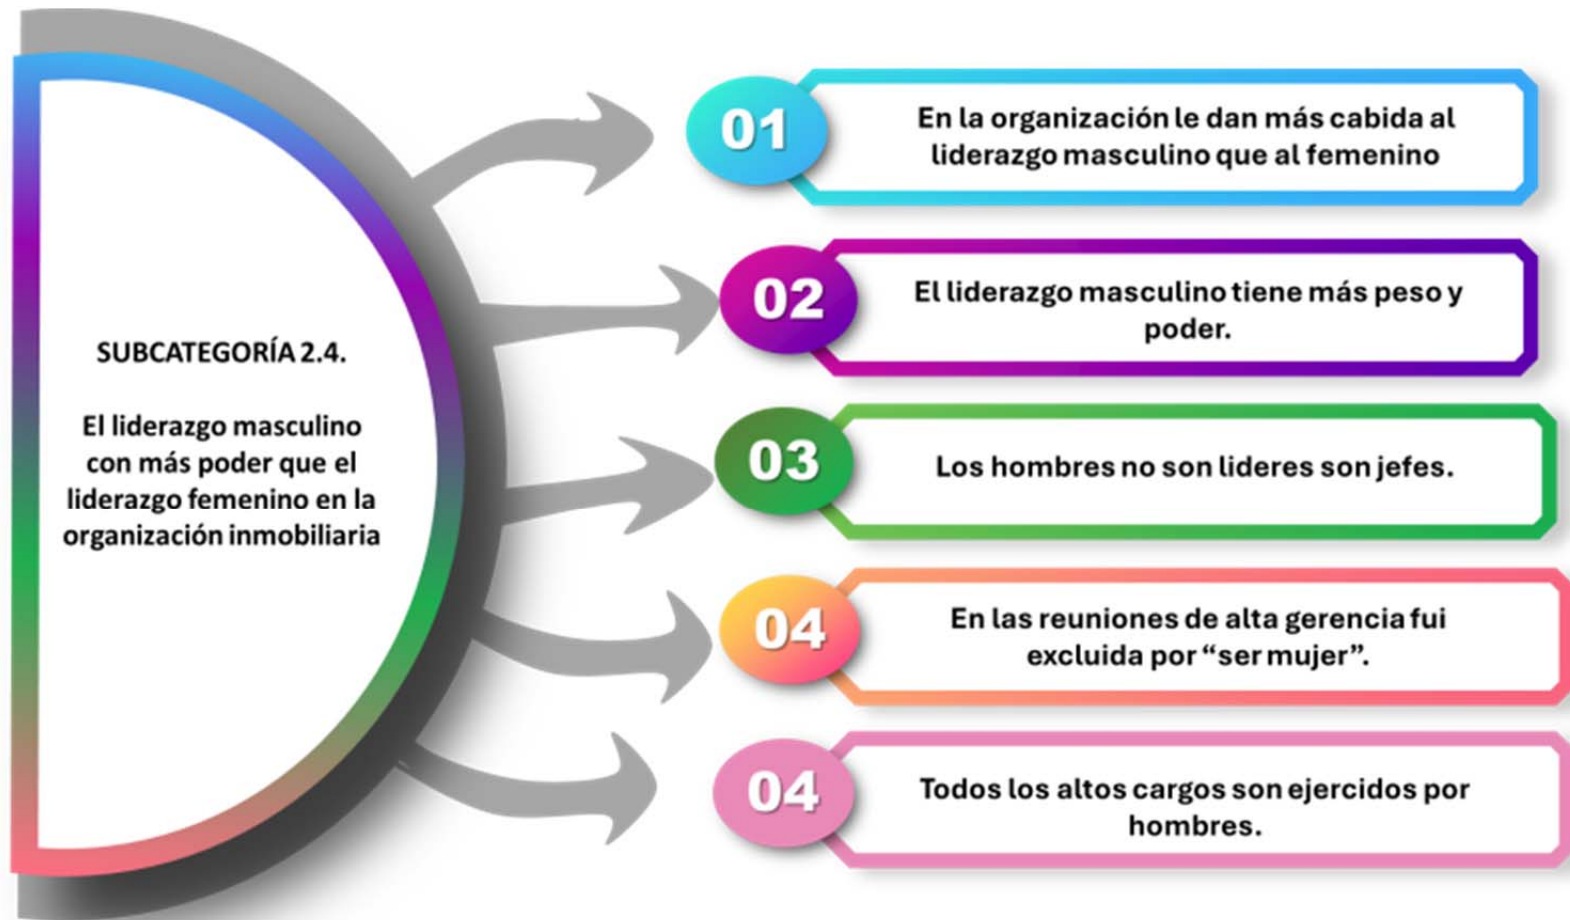 SUBCATEGORÍA 2.4.
El liderazgo masculino
con más poder que el
liderazgo femenino en la
organización inmobiliaria
01
En la organización le dan más cabida al
liderazgo masculino que al femenino
02
El liderazgo masculino tiene más peso y
poder.
03
Los hombres no son lideres son jefes.
04
En las reuniones de alta gerencia fui
excluida por “ser mujer”.
04
Todos los altos cargos son ejercidos por
hombres.